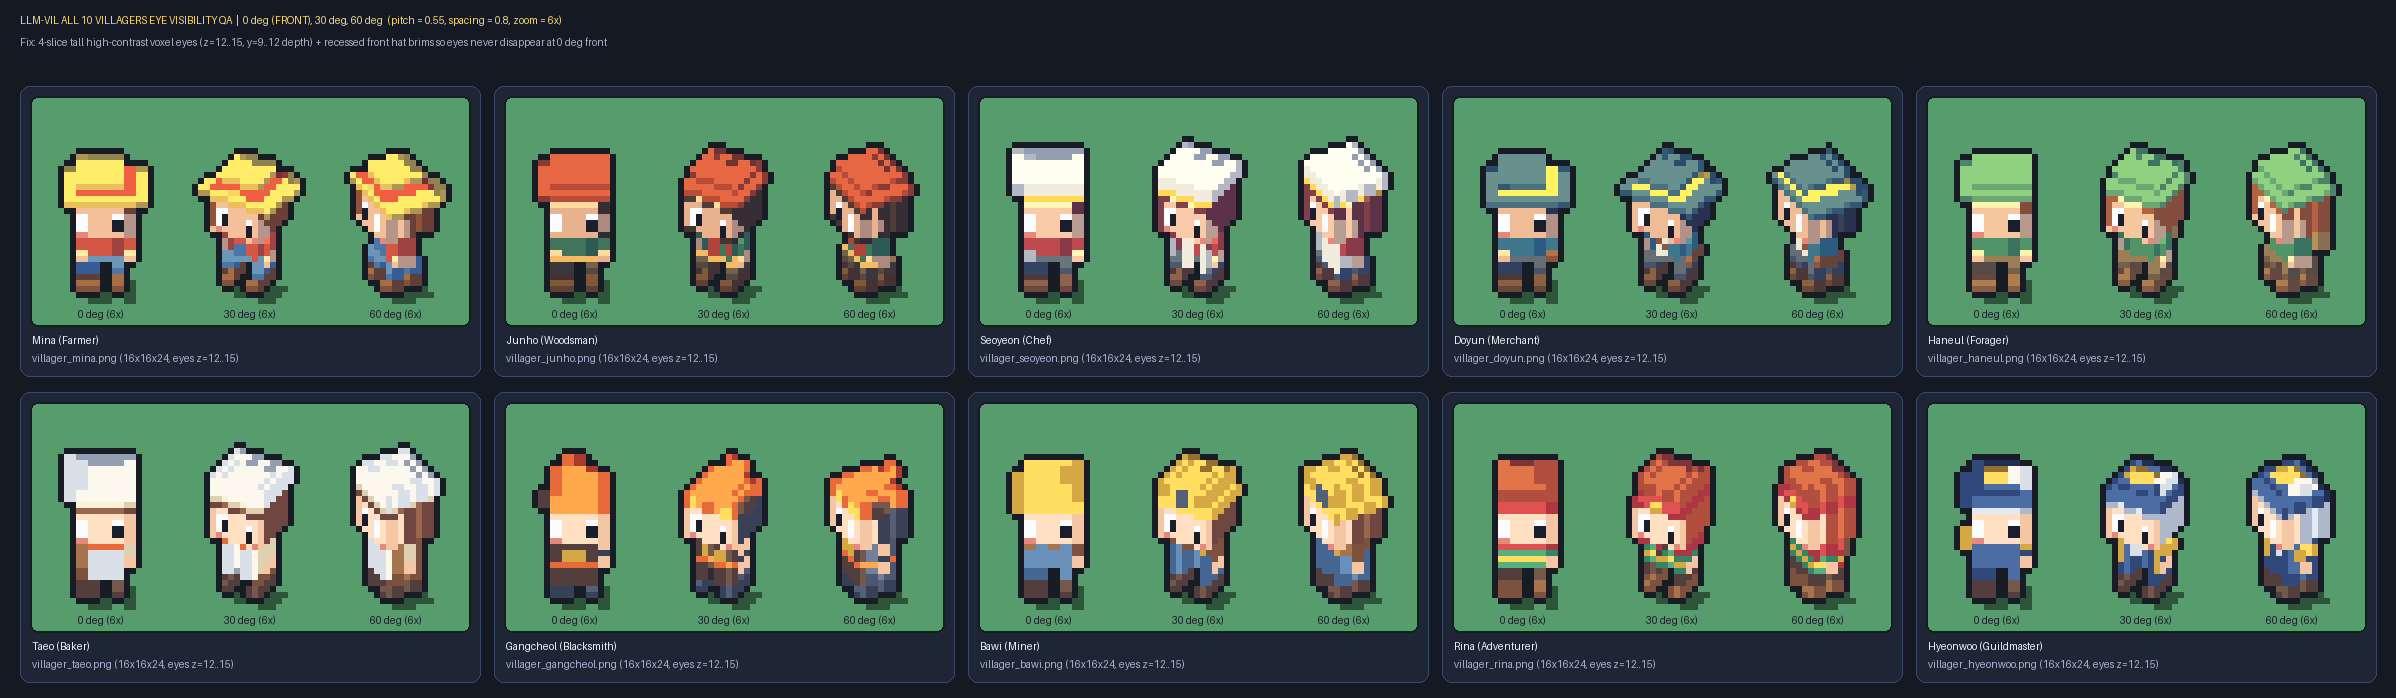 LLM-VIL ALL 10 VILLAGERS EYE VISIBILITY QA | 0 deg (FRONT), 30 deg, 60 deg (pitch = 0.55, spacing = 0.8, zoom = 6x)
Fix: 4-slice tall high-contrast voxel eyes (z=12..15, y=9..12 depth) + recessed front hat brims so eyes never disappear at 0 deg front
0 deg (6x) 30 deg (6x) 60 deg (6x)
Mina (Farmer)
villager_mina.png (16x16x24, eyes z=12..15)
0 deg (6x) 30 deg (6x) 60 deg (6x)
Junho (Woodsman)
villager_junho.png (16x16x24, eyes z=12..15)
0 deg (6x) 30 deg (6x) 60 deg (6x)
Seoyeon (Chef)
villager_seoyeon.png (16x16x24, eyes z=12..15)
0 deg (6x) 30 deg (6x) 60 deg (6x)
Doyun (Merchant)
villager_doyun.png (16x16x24, eyes z=12..15)
0 deg (6x) 30 deg (6x) 60 deg (6x)
Haneul (Forager)
villager_haneul.png (16x16x24, eyes z=12..15)
0 deg (6x) 30 deg (6x) 60 deg (6x)
Taeo (Baker)
villager_taeo.png (16x16x24, eyes z=12..15)
0 deg (6x) 30 deg (6x) 60 deg (6x)
Gangcheol (Blacksmith)
villager_gangcheol.png (16x16x24, eyes z=12..15)
0 deg (6x) 30 deg (6x) 60 deg (6x)
Bawi (Miner)
villager_bawi.png (16x16x24, eyes z=12..15)
0 deg (6x) 30 deg (6x) 60 deg (6x)
Rina (Adventurer)
villager_rina.png (16x16x24, eyes z=12..15)
0 deg (6x) 30 deg (6x) 60 deg (6x)
Hyeonwoo (Guildmaster)
villager_hyeonwoo.png (16x16x24, eyes z=12..15)